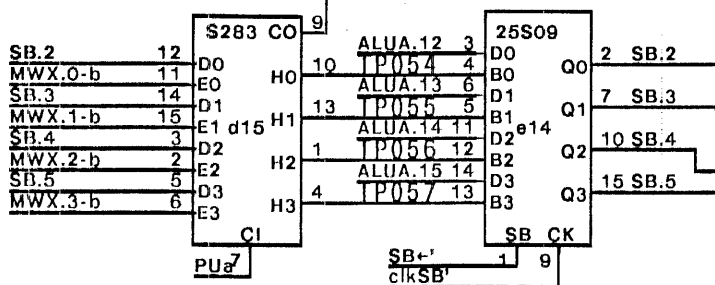 9
S283 CO
SB.2 12 D0
MWX.0-b 11 E0
SB.3 14 D1
MWX.1-b 15 E1
SB.4 3 D2
MWX.2-b 2 E2
SB.5 5 D3
MWX.3-b 6 E3
d15
H0 10
H1 13
H2 1
H3 4
CI
PUa 7
25S09
ALUA.12 3 D0
TP054 4 B0
ALUA.13 6 D1
TP055 5 B1
ALUA.14 11 D2
TP056 12 B2
ALUA.15 14 D3
TP057 13 B3
e14
Q0 2 SB.2
Q1 7 SB.3
Q2 10 SB.4
Q3 15 SB.5
SB CK
SB←' 1 9
clkSB'